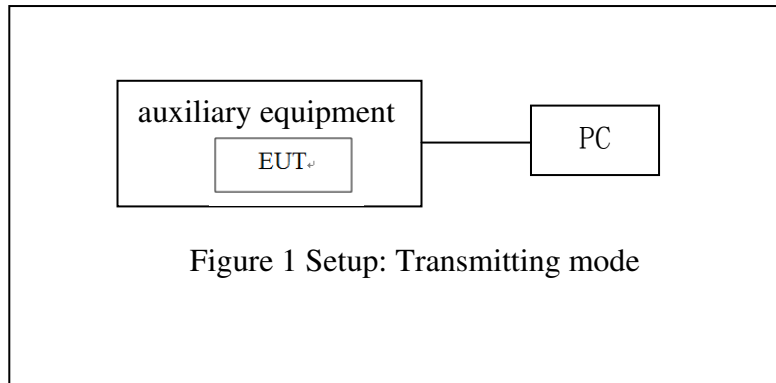 auxiliary equipment
EUT↵
PC
Figure 1 Setup: Transmitting mode